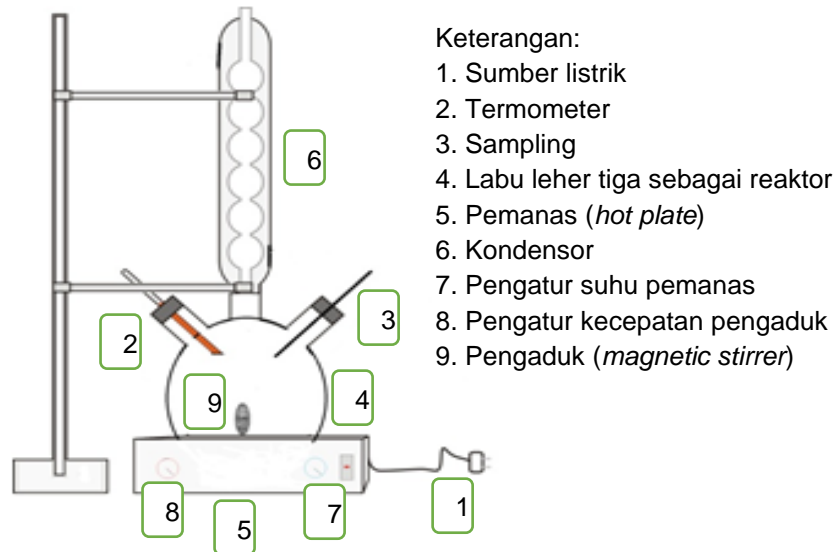 Keterangan:
1. Sumber listrik
2. Termometer
3. Sampling
4. Labu leher tiga sebagai reaktor
5. Pemanas (hot plate)
6. Kondensor
7. Pengatur suhu pemanas
8. Pengatur kecepatan pengaduk
9. Pengaduk (magnetic stirrer)
6
3
2
9
4
8
5
7
1